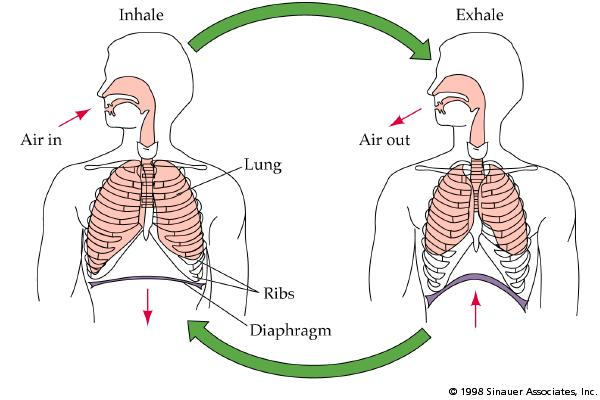 Inhale
Exhale
Air in
Air out
Lung
Ribs
Diaphragm
© 1998 Sinauer Associates, Inc.